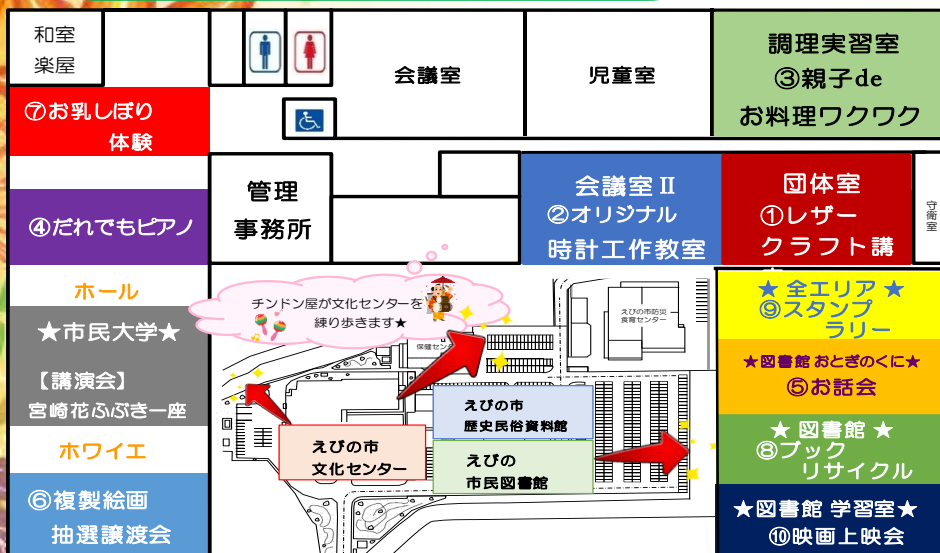 和室
楽屋
会議室
児童室
調理実習室
③親子de
お料理ワクワク
⑦お乳しぼり
体験
管理
事務所
会議室Ⅱ
②オリジナル
時計工作教室
団体室
①レザー
クラフト講
守衛室
④だれでもピアノ
ホール
★市民大学★
【講演会】
宮崎花ふぶき一座
ホワイエ
⑥複製絵画
抽選譲渡会
チンドン屋が文化センターを
練り歩きます★
保健セン
えびの市防災
食育センター
えびの市
歴史民俗資料館
えびの市
文化センター
えびの
市民図書館
★ 全エリア ★
⑨スタンプ
ラリー
★図書館 おとぎのくに★
⑤お話会
★ 図書館 ★
⑧ブック
リサイクル
★図書館 学習室★
⑩映画上映会